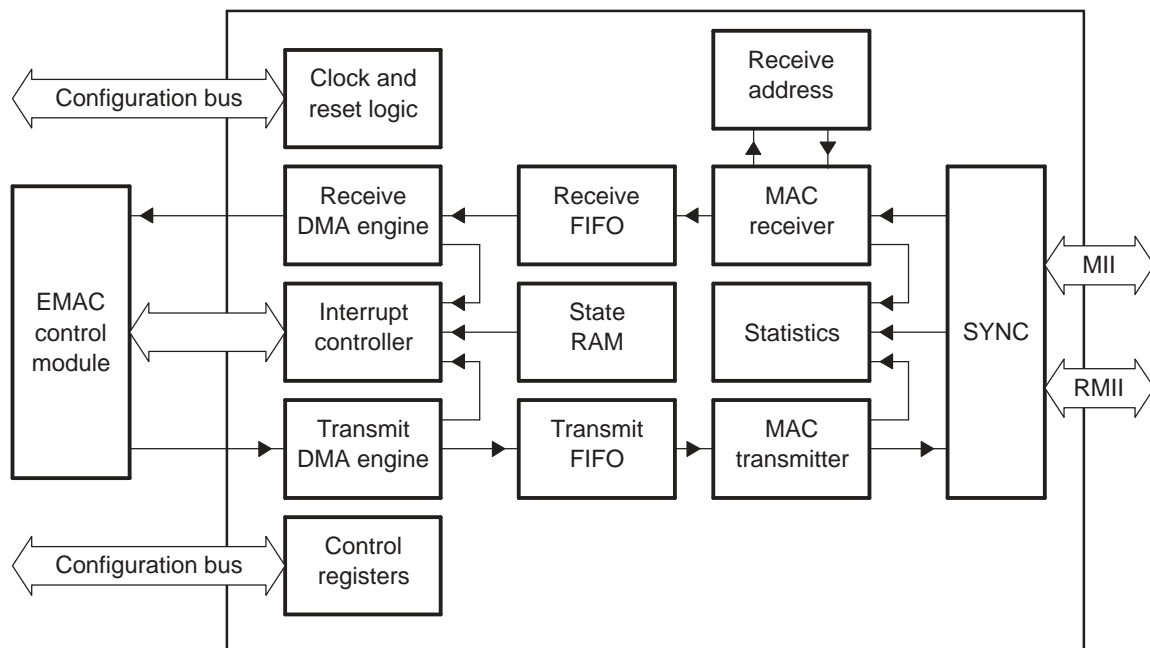 Configuration bus
Clock and
reset logic
Receive
address
EMAC
control
module
Receive
DMA engine
Receive
FIFO
MAC
receiver
Interrupt
controller
State
RAM
Statistics
SYNC
MII
RMII
Transmit
DMA engine
Transmit
FIFO
MAC
transmitter
Configuration bus
Control
registers